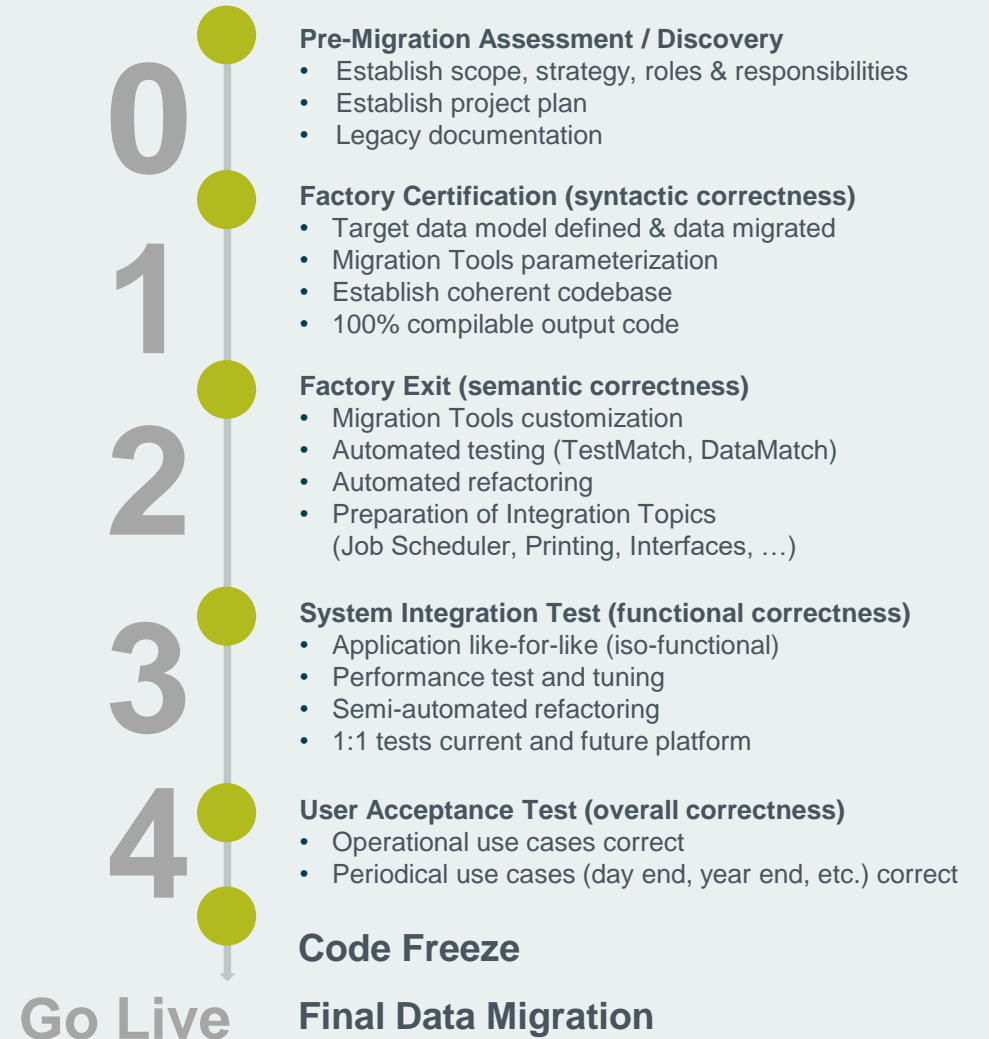 0
Pre-Migration Assessment / Discovery
• Establish scope, strategy, roles & responsibilities
• Establish project plan
• Legacy documentation
1
Factory Certification (syntactic correctness)
• Target data model defined & data migrated
• Migration Tools parameterization
• Establish coherent codebase
• 100% compilable output code
2
Factory Exit (semantic correctness)
• Migration Tools customization
• Automated testing (TestMatch, DataMatch)
• Automated refactoring
• Preparation of Integration Topics
(Job Scheduler, Printing, Interfaces, …)
3
System Integration Test (functional correctness)
• Application like-for-like (iso-functional)
• Performance test and tuning
• Semi-automated refactoring
• 1:1 tests current and future platform
4
User Acceptance Test (overall correctness)
• Operational use cases correct
• Periodical use cases (day end, year end, etc.) correct
Code Freeze
Go Live
Final Data Migration